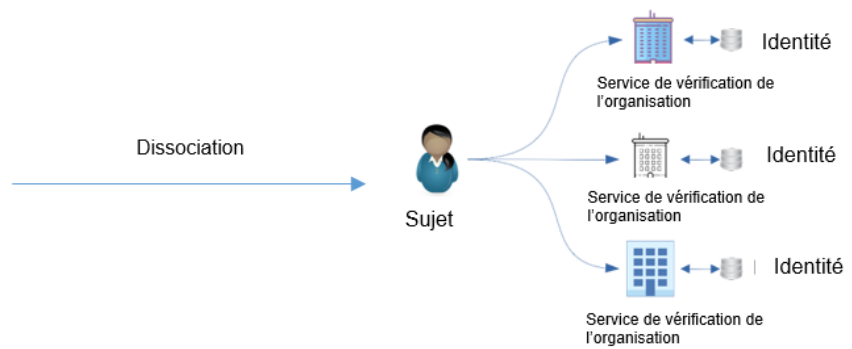 Identité
Service de vérification de
l'organisation
Dissociation
Identité
Sujet
Service de vérification de
l'organisation
Identité
Service de vérification de
l'organisation